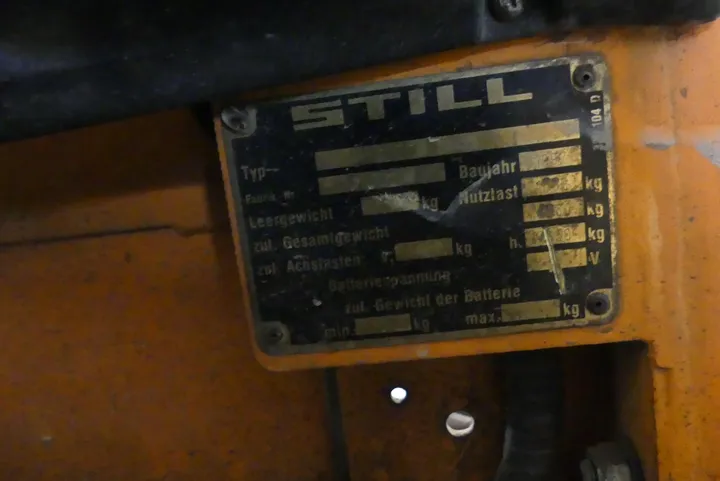 STILL
Typ
Baujahr
Fabrik. Nr. Nutzlast kg
Leergewicht kg kg
zul. Gesamtgewicht h. kg
zul. Achslasten v. kg V
Batteriespannung
zul. Gewicht der Batterie
min. kg max. kg
104 D